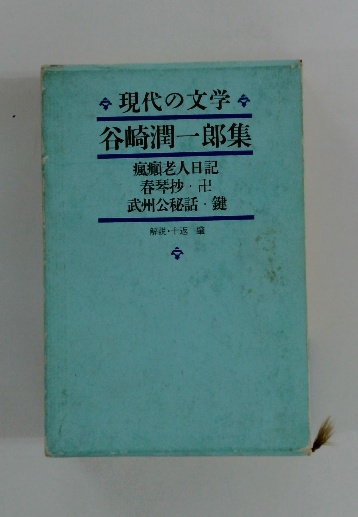 現代の文学
谷崎潤一郎集
瘋癲老人日記
春琴抄・卍
武州公秘話・鍵
解説・十返 肇